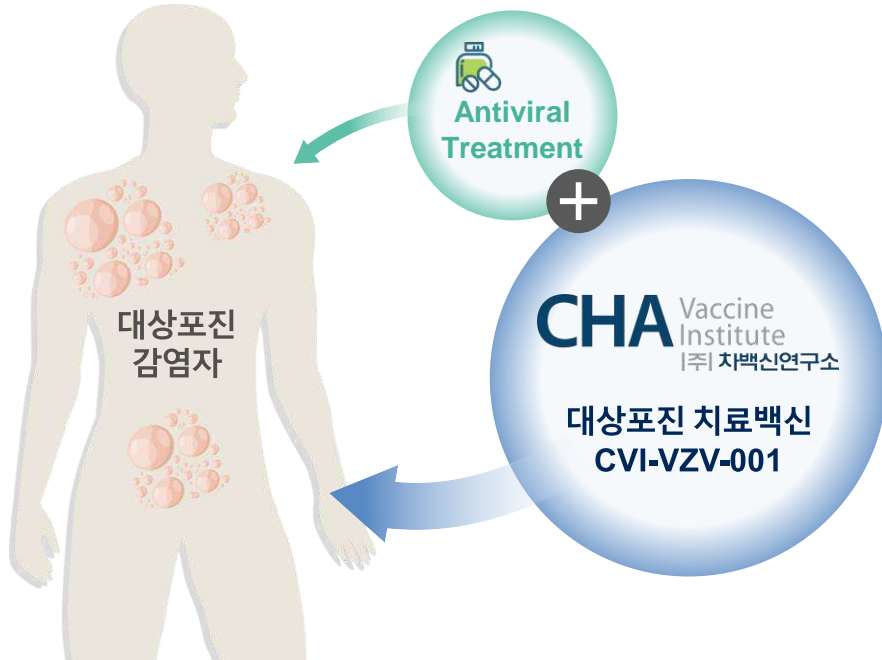 Antiviral
Treatment
+
CHA Vaccine
Institute
|주| 차백신연구소
대상포진
감염자
대상포진 치료백신
CVI-VZV-001